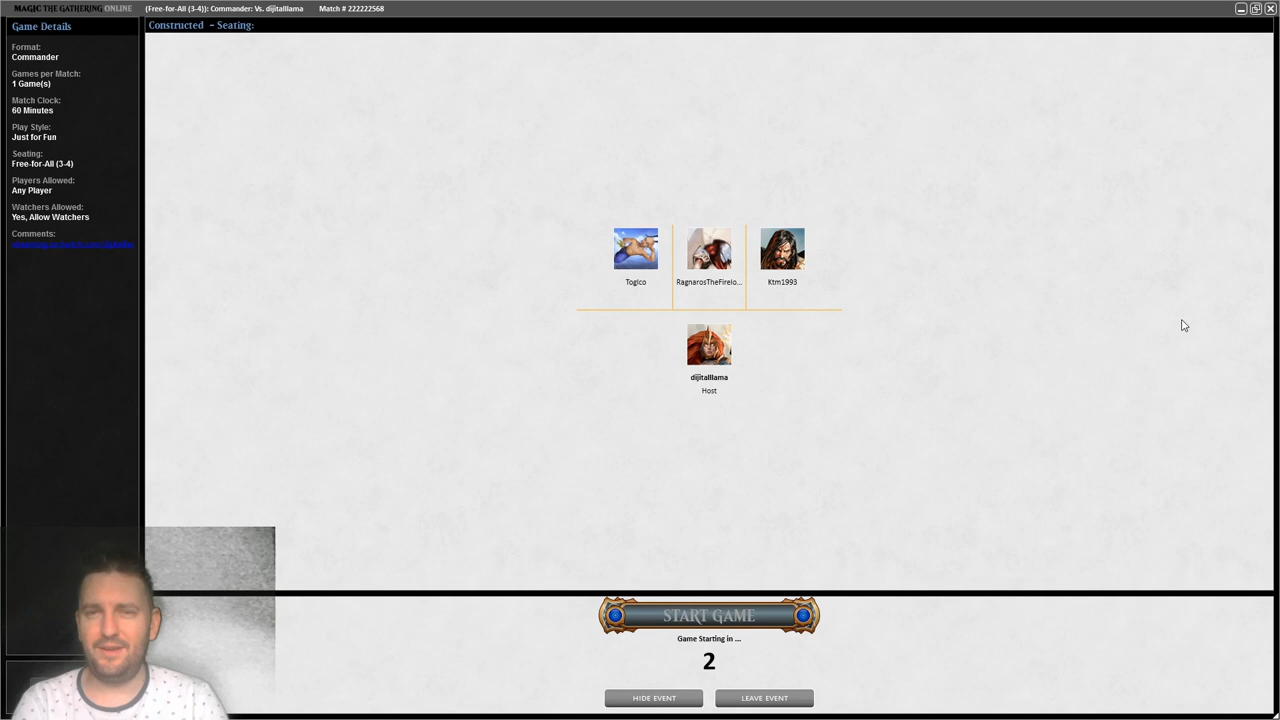 MAGIC THE GATHERING ONLINE (Free-for-All (3-4)): Commander: Vs. dijitalllama Match # 222222568
Game Details
Constructed - Seating:
Format:
Commander
Games per Match:
1 Game(s)
Match Clock:
60 Minutes
Play Style:
Just for Fun
Seating:
Free-for-All (3-4)
Players Allowed:
Any Player
Watchers Allowed:
Yes, Allow Watchers
Comments:
Togico RagnarosTheFirelo... Ktm1993
dijitalllama
Host
START GAME
Game Starting in ...
2
HIDE EVENT LEAVE EVENT